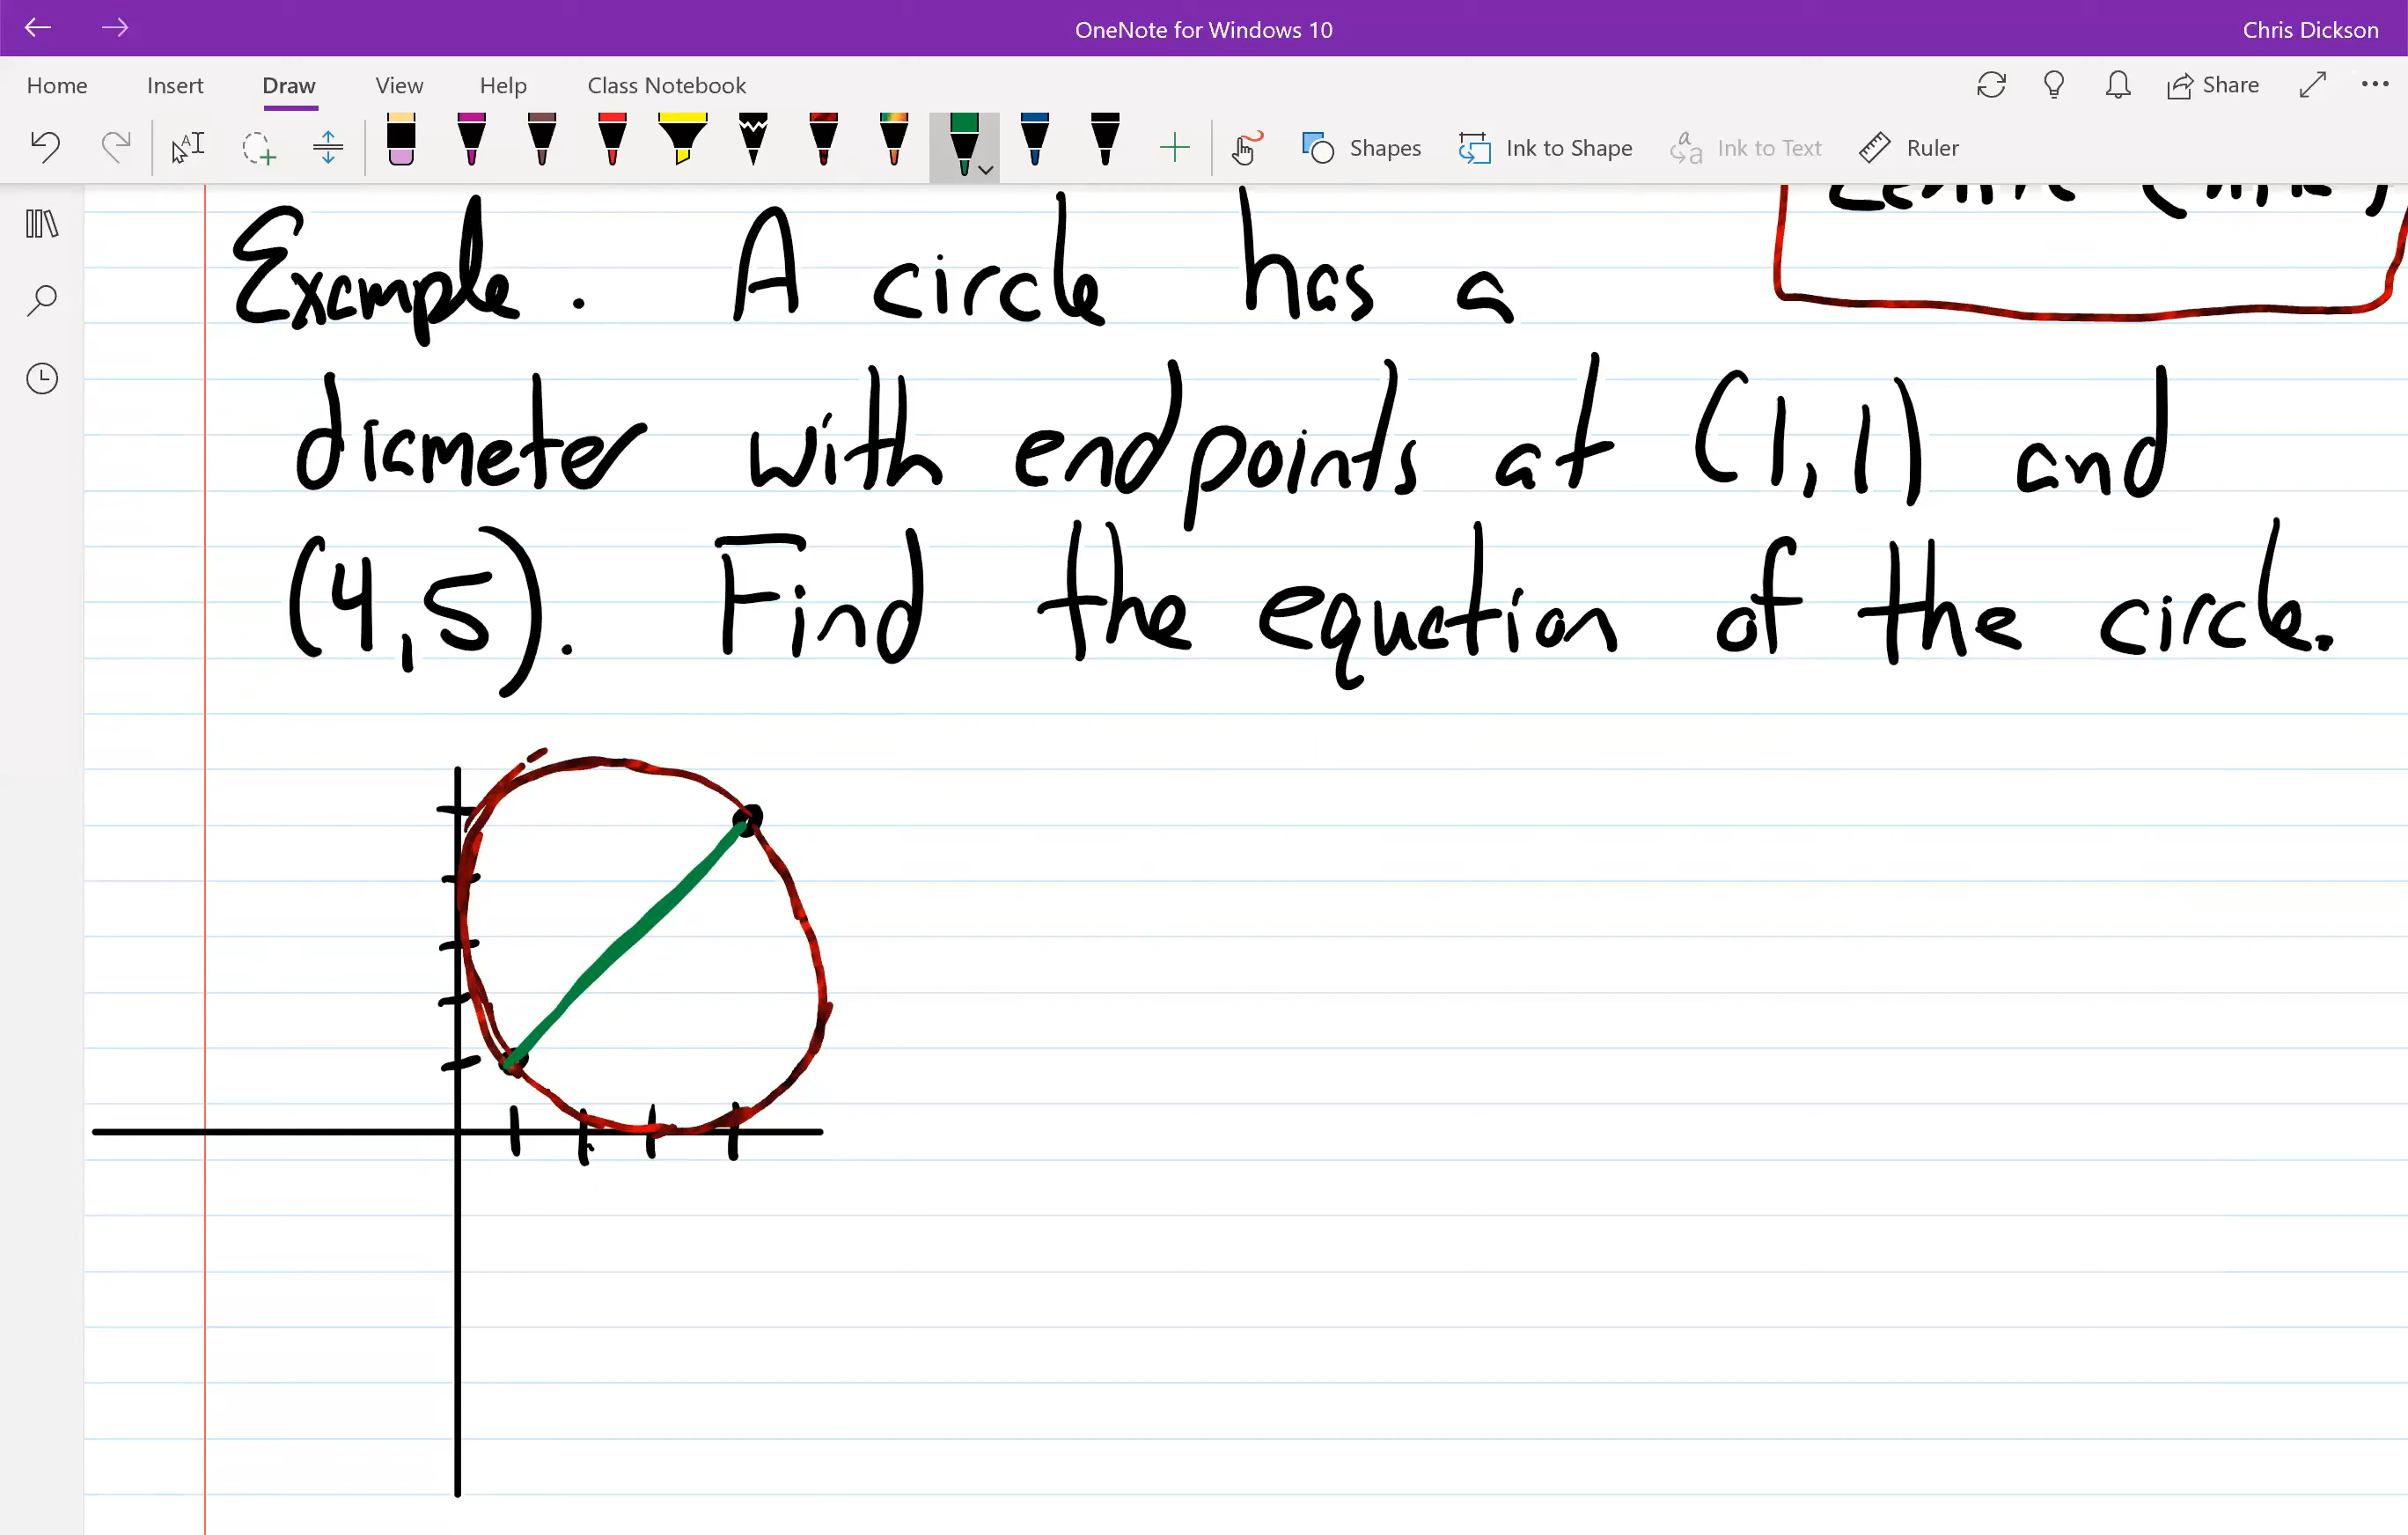 OneNote for Windows 10
Chris Dickson
Home Insert Draw View Help Class Notebook Share
Shapes Ink to Shape Ink to Text Ruler
Example. A circle has a
diameter with endpoints at (1,1) and
(4,5). Find the equation of the circle.